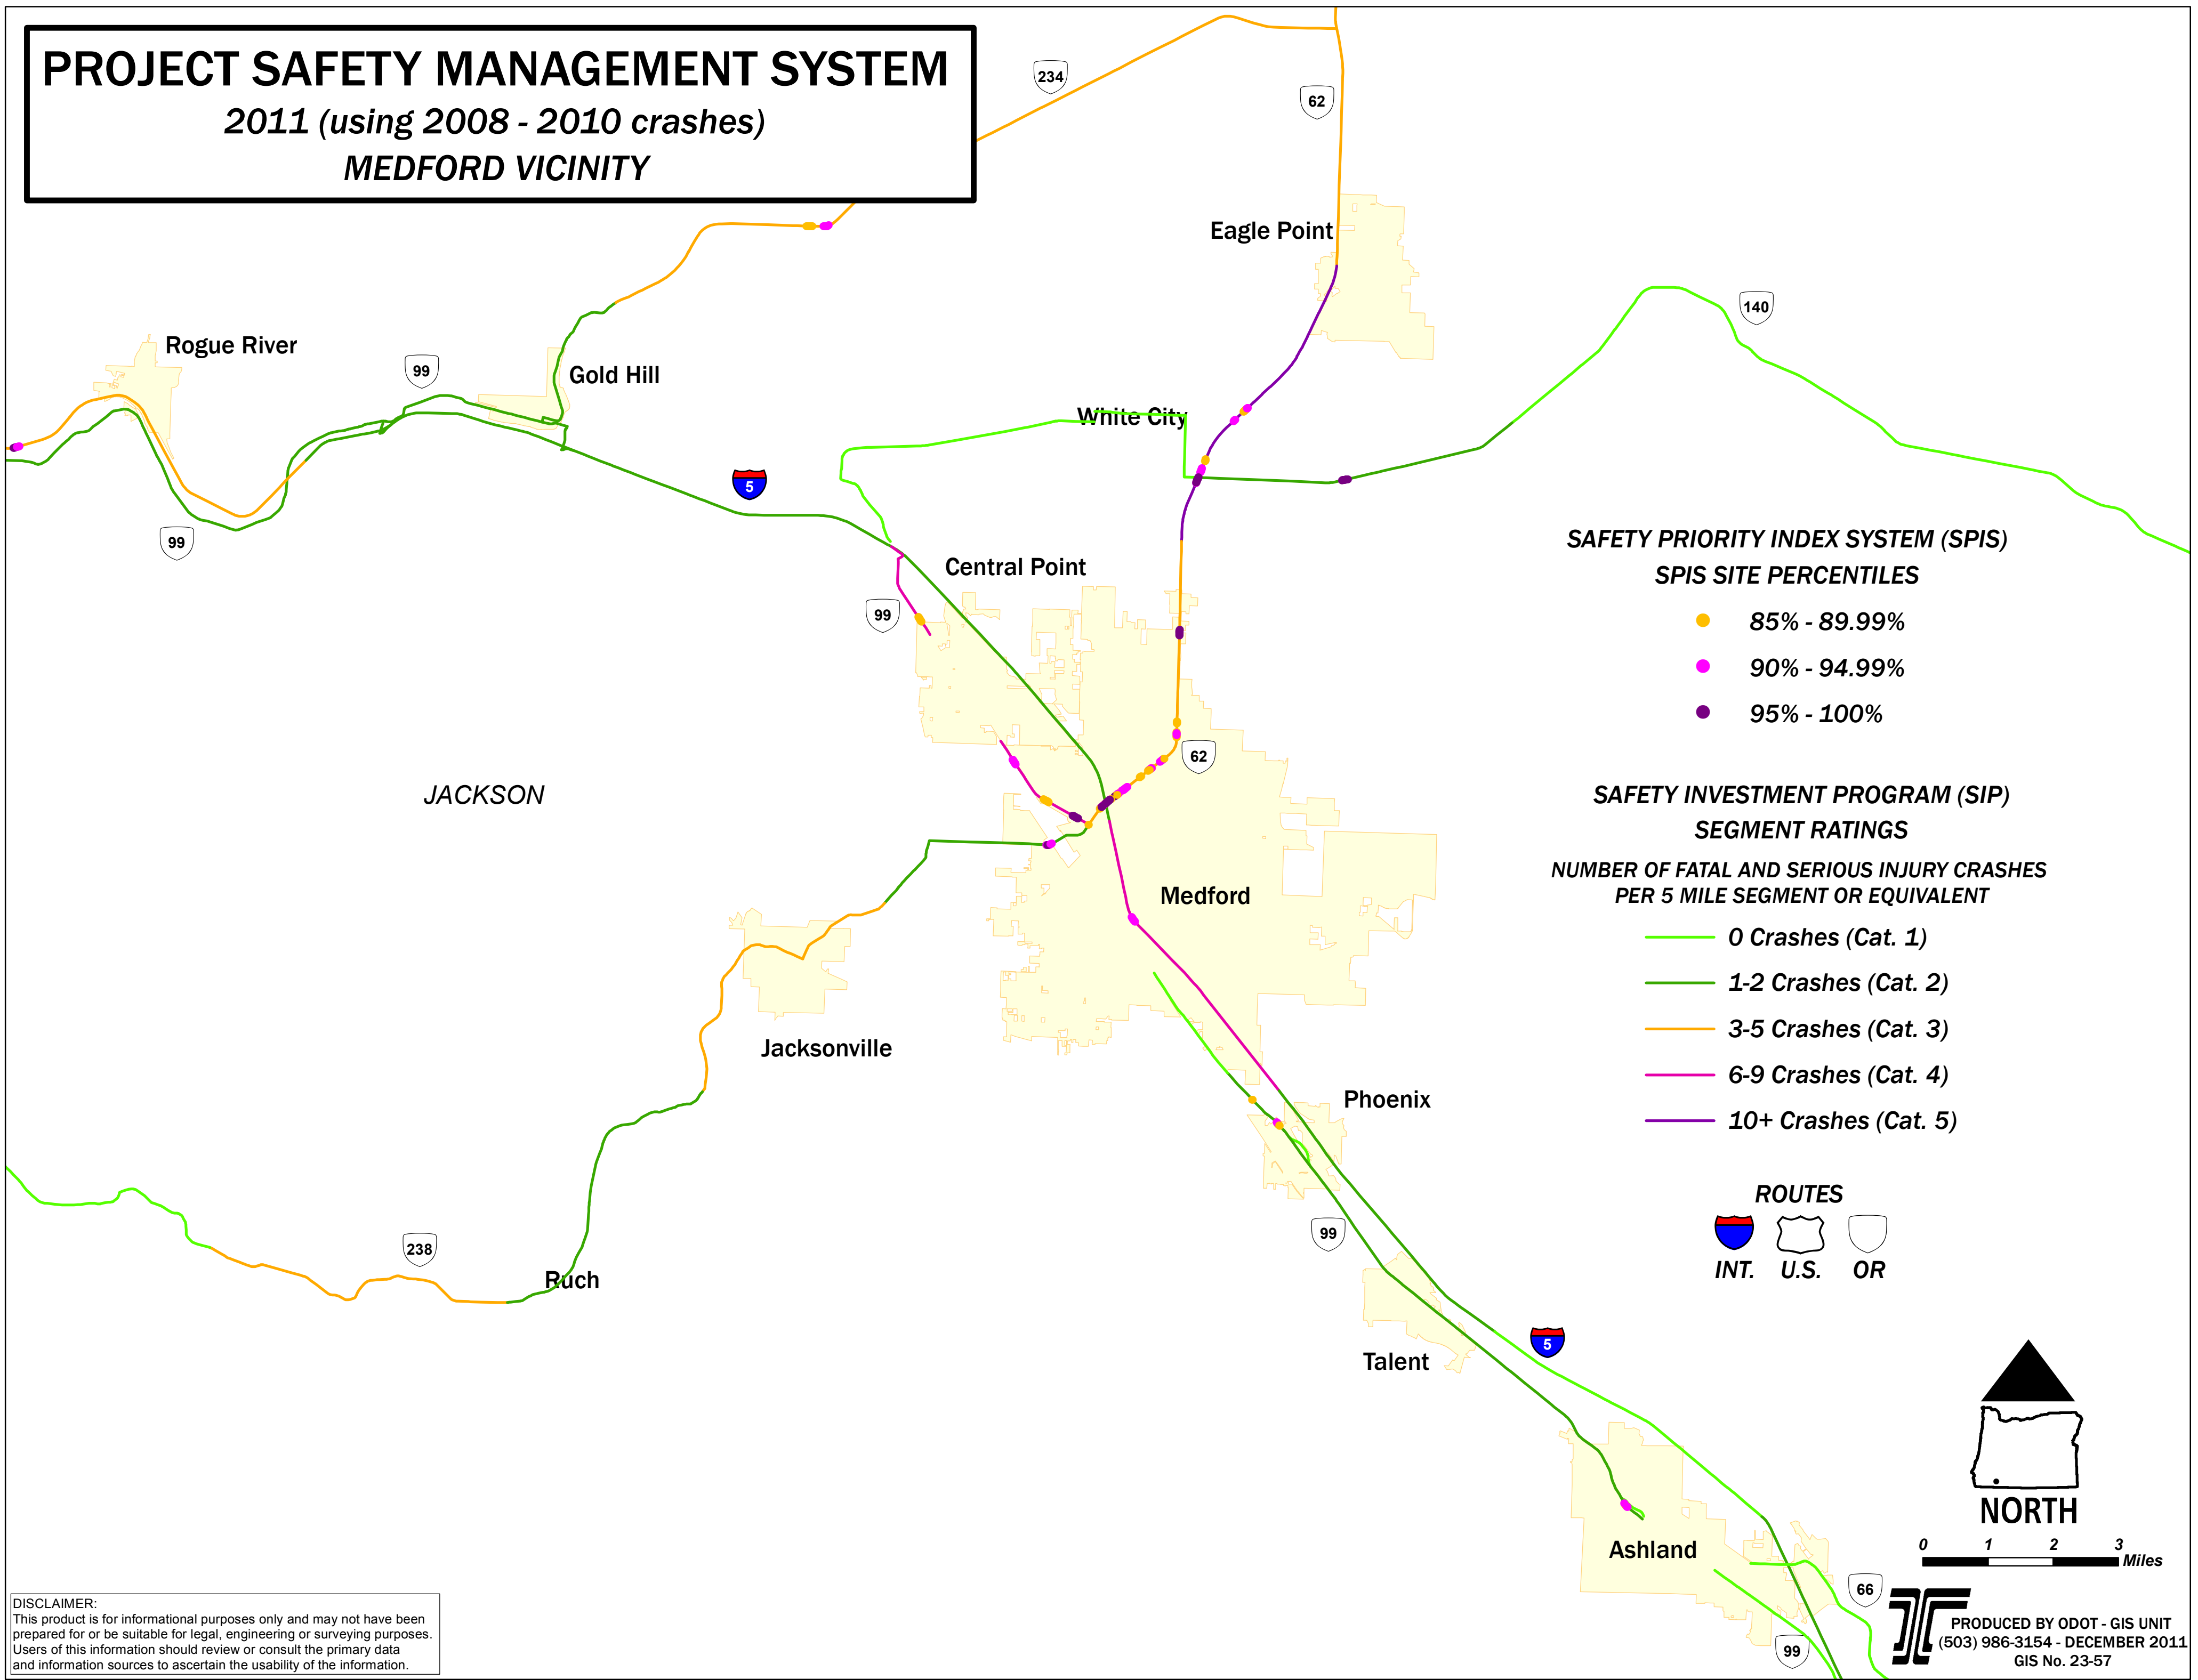 PROJECT SAFETY MANAGEMENT SYSTEM
2011 (using 2008 - 2010 crashes)
MEDFORD VICINITY
234
62
Eagle Point
140
Rogue River
99
Gold Hill
White City
5
99
Central Point
99
62
JACKSON
Medford
Jacksonville
Phoenix
99
238
Ruch
5
Talent
Ashland
66
99
SAFETY PRIORITY INDEX SYSTEM (SPIS)
SPIS SITE PERCENTILES
85% - 89.99%
90% - 94.99%
95% - 100%
SAFETY INVESTMENT PROGRAM (SIP)
SEGMENT RATINGS
NUMBER OF FATAL AND SERIOUS INJURY CRASHES
PER 5 MILE SEGMENT OR EQUIVALENT
0 Crashes (Cat. 1)
1-2 Crashes (Cat. 2)
3-5 Crashes (Cat. 3)
6-9 Crashes (Cat. 4)
10+ Crashes (Cat. 5)
ROUTES
INT. U.S. OR
NORTH
0 1 2 3
Miles
PRODUCED BY ODOT - GIS UNIT
(503) 986-3154 - DECEMBER 2011
GIS No. 23-57
DISCLAIMER:
This product is for informational purposes only and may not have been
prepared for or be suitable for legal, engineering or surveying purposes.
Users of this information should review or consult the primary data
and information sources to ascertain the usability of the information.